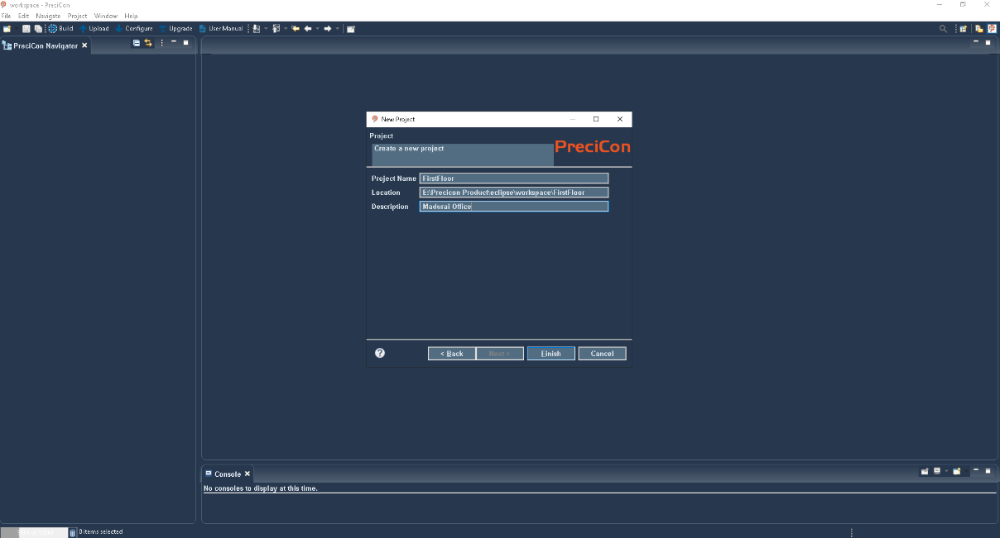 workspace - PreciCon
File Edit Navigate Project Window Help
Build Upload Configure Upgrade User Manual
PreciCon Navigator
New Project
Project
Create a new project
PreciCon
Project Name FirstFloor
Location E:\Precicon Product\eclipse\workspace\FirstFloor
Description Madurai Office
< Back Next > Finish Cancel
Console
No consoles to display at this time.
0 items selected